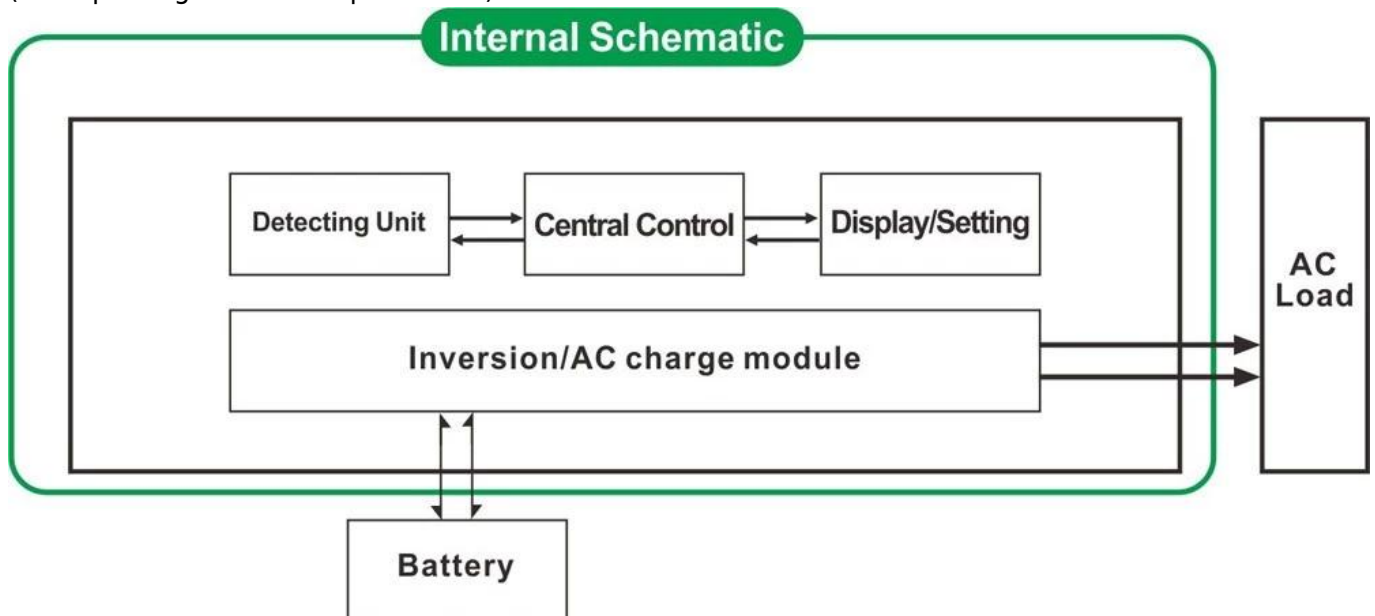 Internal Schematic
Detecting Unit
Central Control
Display/Setting
AC
Load
Inversion/AC charge module
Battery